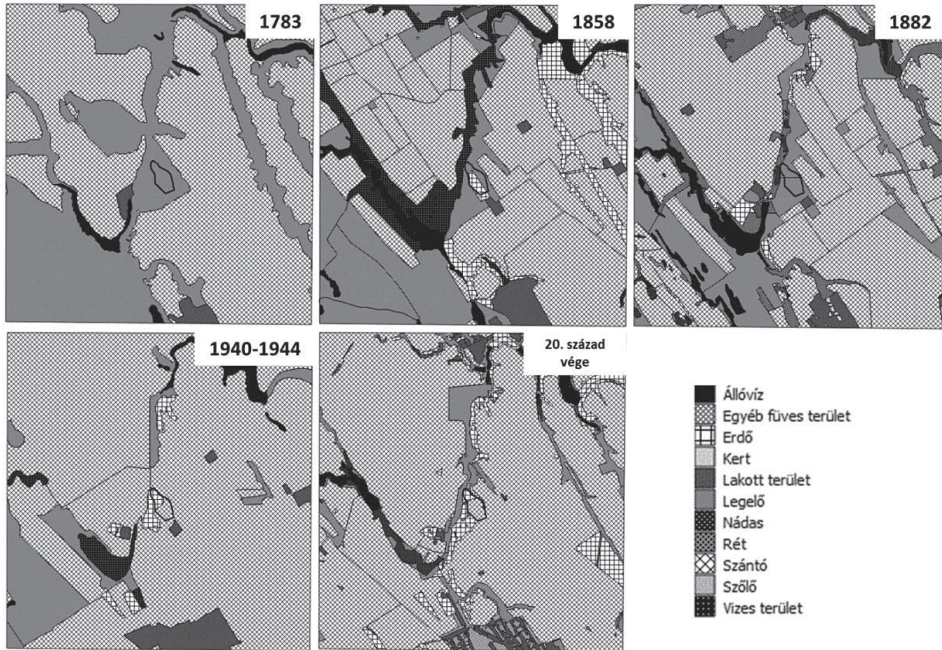 1783
1858
1882
1940-1944
20. század
vége
Állóvíz
Egyéb füves terület
Erdő
Kert
Lakott terület
Legelő
Nádas
Rét
Szántó
Szőlő
Vizes terület